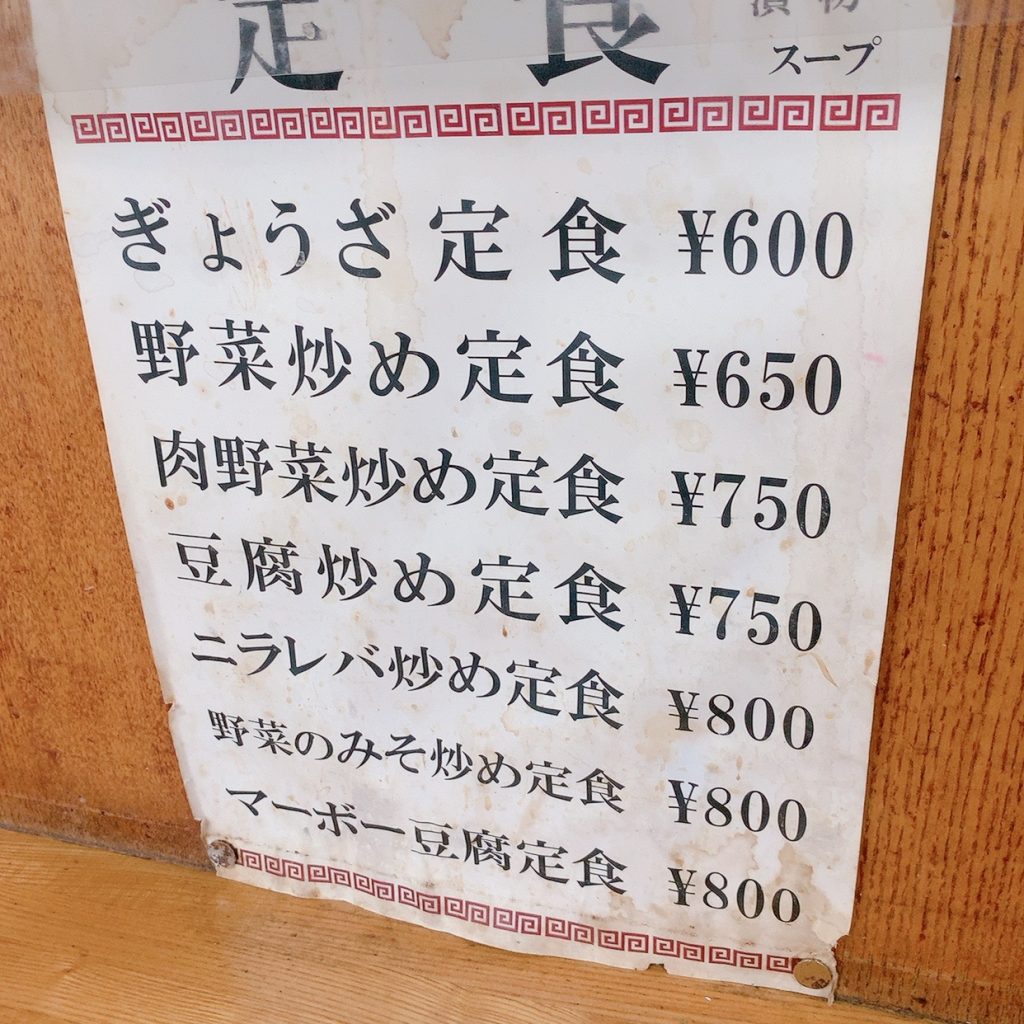 定食
漬物
スープ
ぎょうざ定食 ¥600
野菜炒め定食 ¥650
肉野菜炒め定食 ¥750
豆腐炒め定食 ¥750
ニラレバ炒め定食 ¥800
野菜のみそ炒め定食 ¥800
マーボー豆腐定食 ¥800